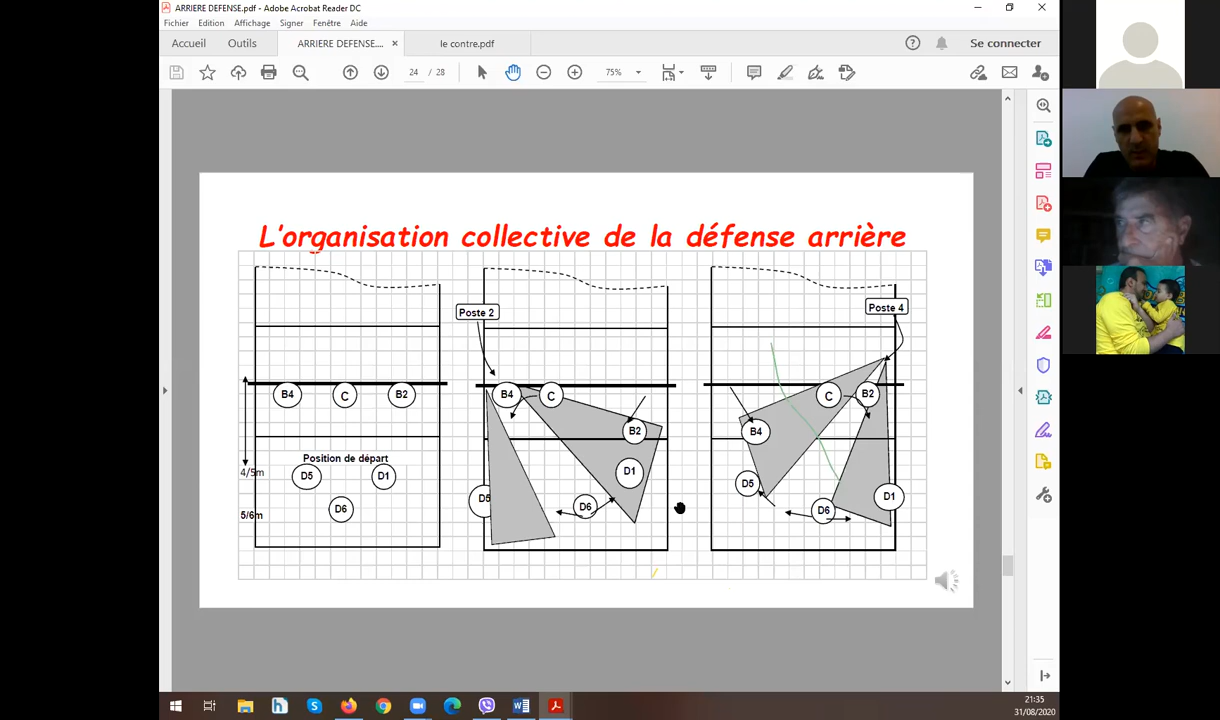 ARRIERE DEFENSE.pdf - Adobe Acrobat Reader DC
Fichier Edition Affichage Signer Fenêtre Aide
Accueil Outils ARRIERE DEFENSE.... × le contre.pdf Se connecter
24 / 28 75%
L'organisation collective de la défense arrière
Poste 2
Poste 4
B4 C B2
B4 C
C B2
B2
B4
Position de départ
4/5m
D5 D1
D1
D5
D5
D1
D6
D6
D6
5/6m
21:35
31/08/2020